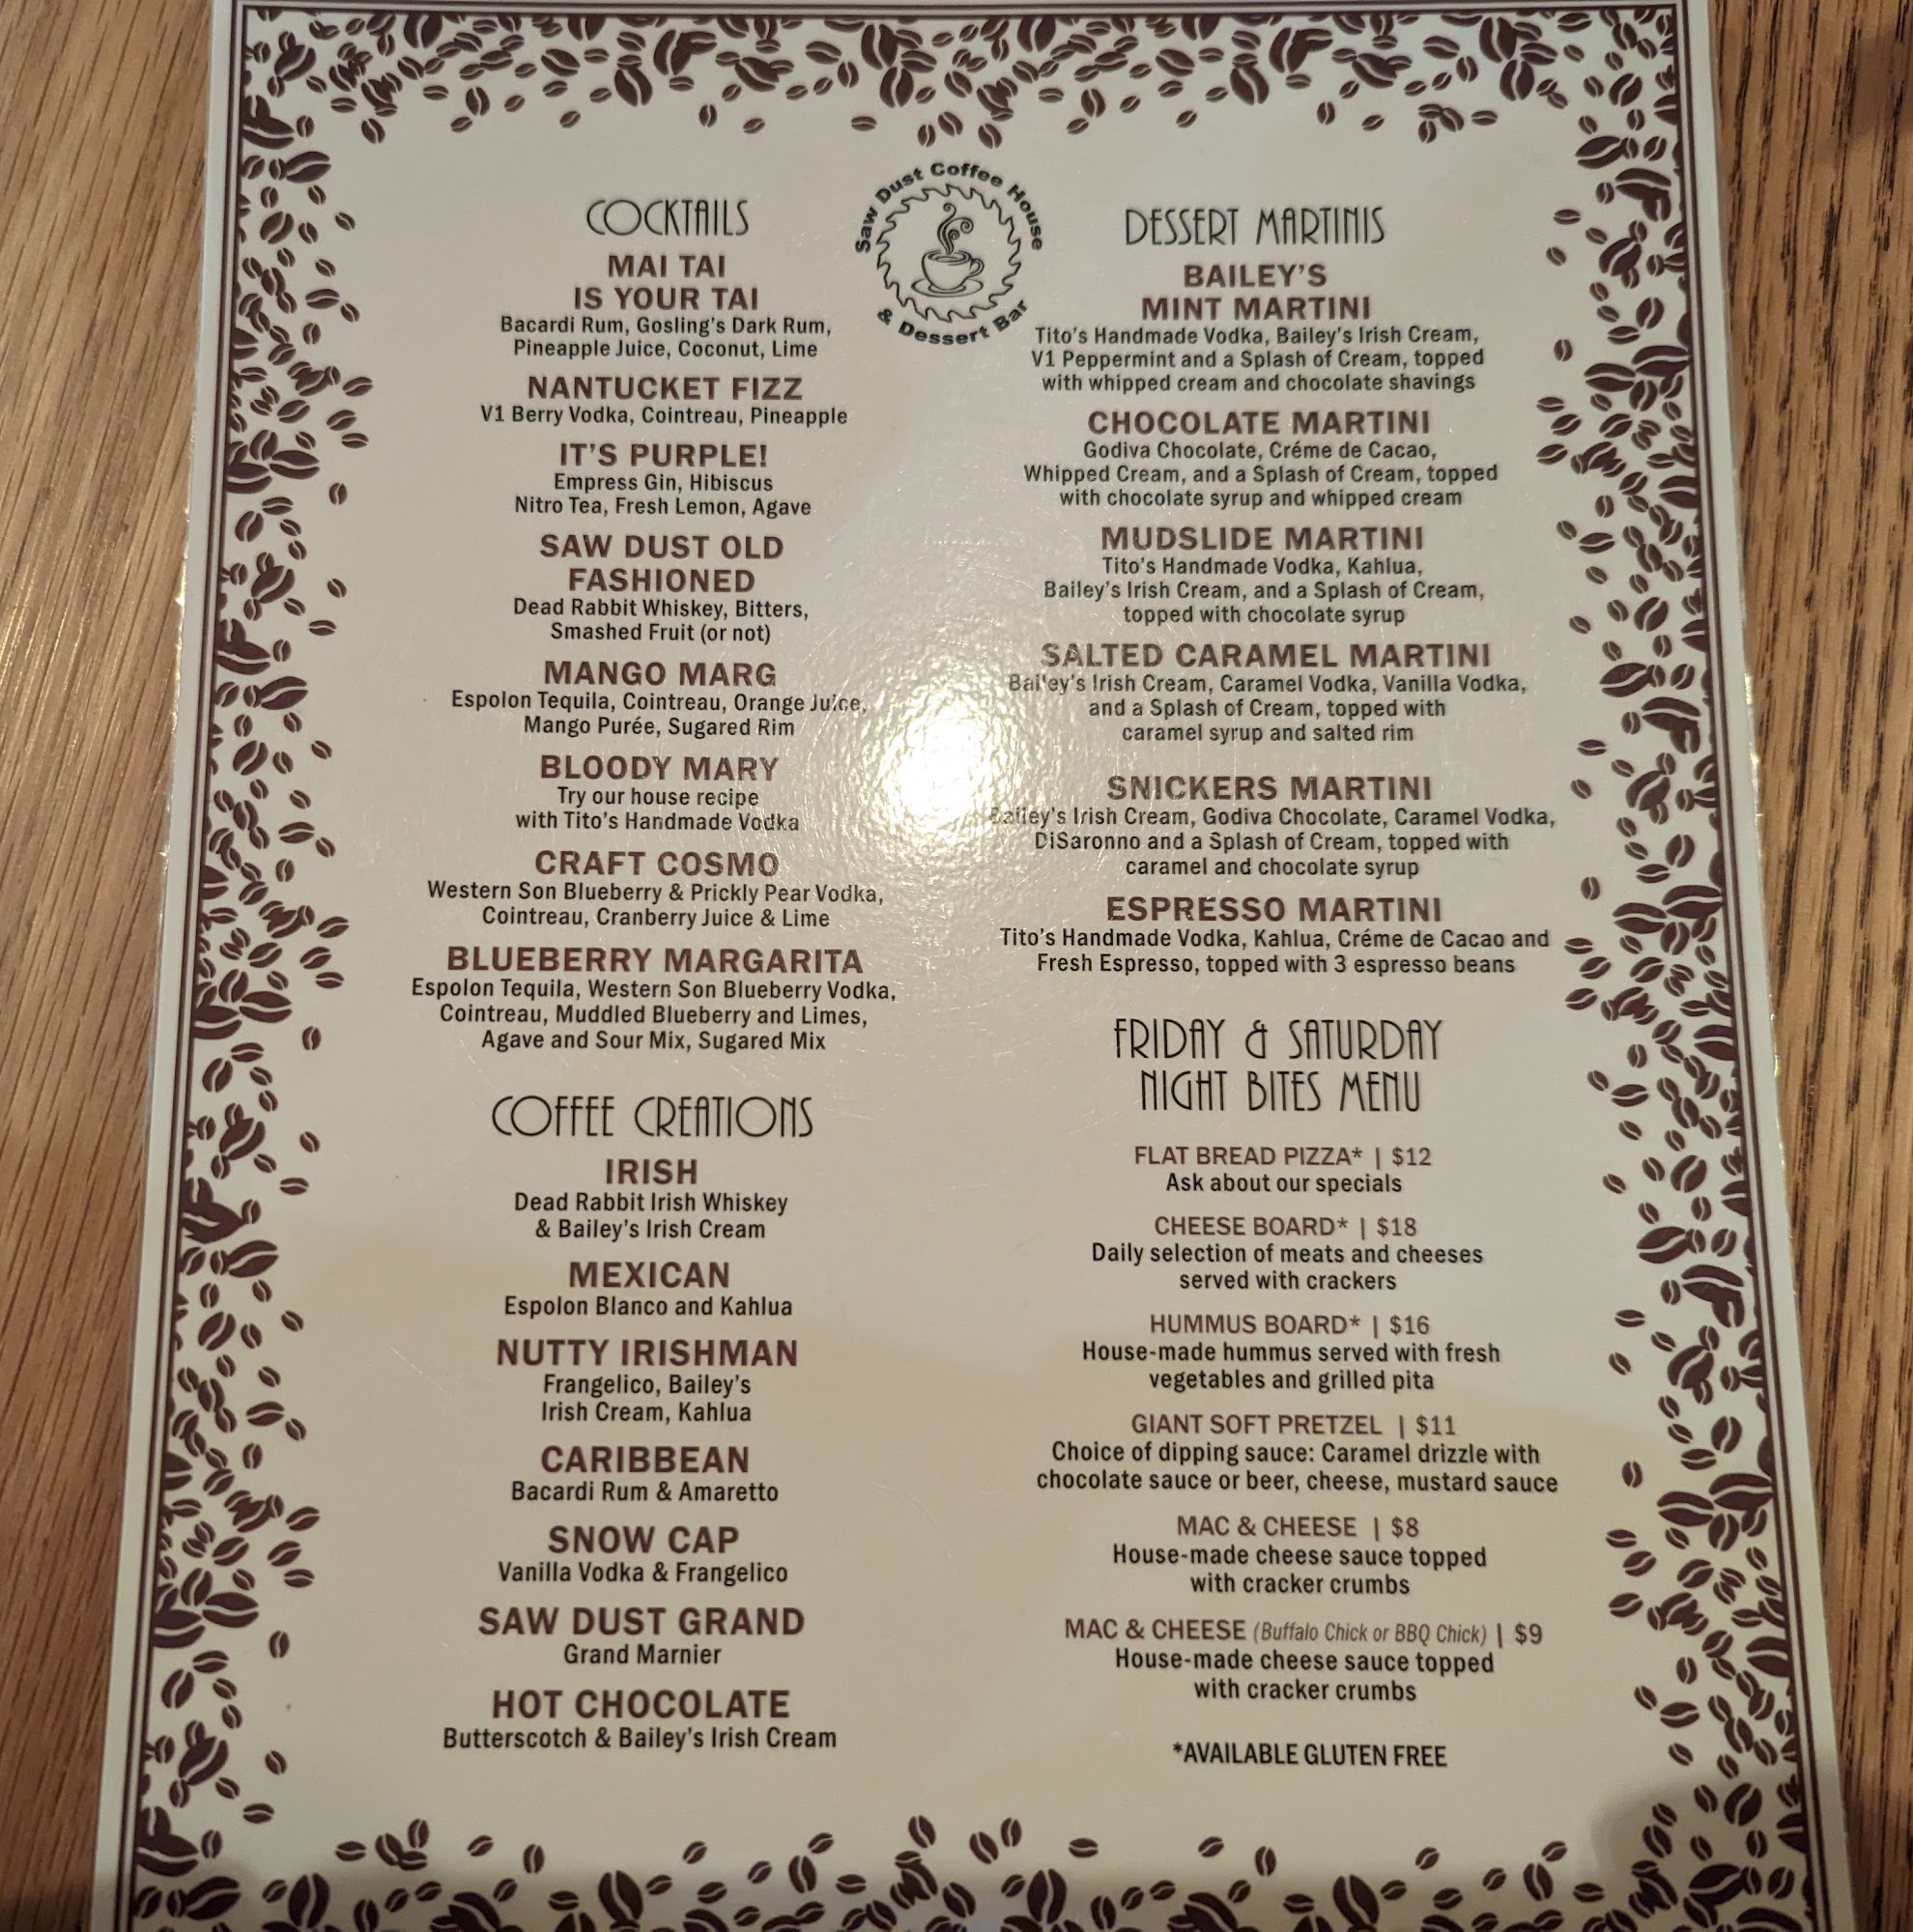 Saw Dust Coffee House
& Dessert Bar
COCKTAILS
MAI TAI
IS YOUR TAI
Bacardi Rum, Gosling's Dark Rum,
Pineapple Juice, Coconut, Lime
NANTUCKET FIZZ
V1 Berry Vodka, Cointreau, Pineapple
IT'S PURPLE!
Empress Gin, Hibiscus
Nitro Tea, Fresh Lemon, Agave
SAW DUST OLD
FASHIONED
Dead Rabbit Whiskey, Bitters,
Smashed Fruit (or not)
MANGO MARG
Espolon Tequila, Cointreau, Orange Juice,
Mango Purée, Sugared Rim
BLOODY MARY
Try our house recipe
with Tito's Handmade Vodka
CRAFT COSMO
Western Son Blueberry & Prickly Pear Vodka,
Cointreau, Cranberry Juice & Lime
BLUEBERRY MARGARITA
Espolon Tequila, Western Son Blueberry Vodka,
Cointreau, Muddled Blueberry and Limes,
Agave and Sour Mix, Sugared Mix
COFFEE CREATIONS
IRISH
Dead Rabbit Irish Whiskey
& Bailey's Irish Cream
MEXICAN
Espolon Blanco and Kahlua
NUTTY IRISHMAN
Frangelico, Bailey's
Irish Cream, Kahlua
CARIBBEAN
Bacardi Rum & Amaretto
SNOW CAP
Vanilla Vodka & Frangelico
SAW DUST GRAND
Grand Marnier
HOT CHOCOLATE
Butterscotch & Bailey's Irish Cream
DESSERT MARTINIS
BAILEY'S
MINT MARTINI
Tito's Handmade Vodka, Bailey's Irish Cream,
V1 Peppermint and a Splash of Cream, topped
with whipped cream and chocolate shavings
CHOCOLATE MARTINI
Godiva Chocolate, Créme de Cacao,
Whipped Cream, and a Splash of Cream, topped
with chocolate syrup and whipped cream
MUDSLIDE MARTINI
Tito's Handmade Vodka, Kahlua,
Bailey's Irish Cream, and a Splash of Cream,
topped with chocolate syrup
SALTED CARAMEL MARTINI
Bailey's Irish Cream, Caramel Vodka, Vanilla Vodka,
and a Splash of Cream, topped with
caramel syrup and salted rim
SNICKERS MARTINI
Bailey's Irish Cream, Godiva Chocolate, Caramel Vodka,
DiSaronno and a Splash of Cream, topped with
caramel and chocolate syrup
ESPRESSO MARTINI
Tito's Handmade Vodka, Kahlua, Créme de Cacao and
Fresh Espresso, topped with 3 espresso beans
FRIDAY & SATURDAY
NIGHT BITES MENU
FLAT BREAD PIZZA* | $12
Ask about our specials
CHEESE BOARD* | $18
Daily selection of meats and cheeses
served with crackers
HUMMUS BOARD* | $16
House-made hummus served with fresh
vegetables and grilled pita
GIANT SOFT PRETZEL | $11
Choice of dipping sauce: Caramel drizzle with
chocolate sauce or beer, cheese, mustard sauce
MAC & CHEESE | $8
House-made cheese sauce topped
with cracker crumbs
MAC & CHEESE (Buffalo Chick or BBQ Chick) | $9
House-made cheese sauce topped
with cracker crumbs
*AVAILABLE GLUTEN FREE